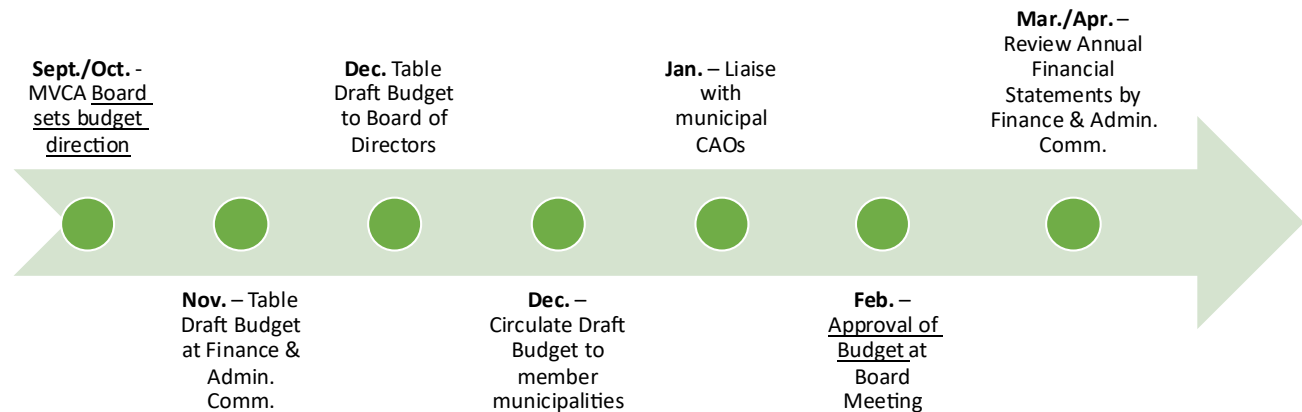 Sept./Oct. -
MVCA Board
sets budget
direction
Nov. – Table
Draft Budget
at Finance &
Admin.
Comm.
Dec. Table
Draft Budget
to Board of
Directors
Dec. –
Circulate Draft
Budget to
member
municipalities
Jan. – Liaise
with
municipal
CAOs
Feb. –
Approval of
Budget at
Board
Meeting
Mar./Apr. –
Review Annual
Financial
Statements by
Finance & Admin.
Comm.